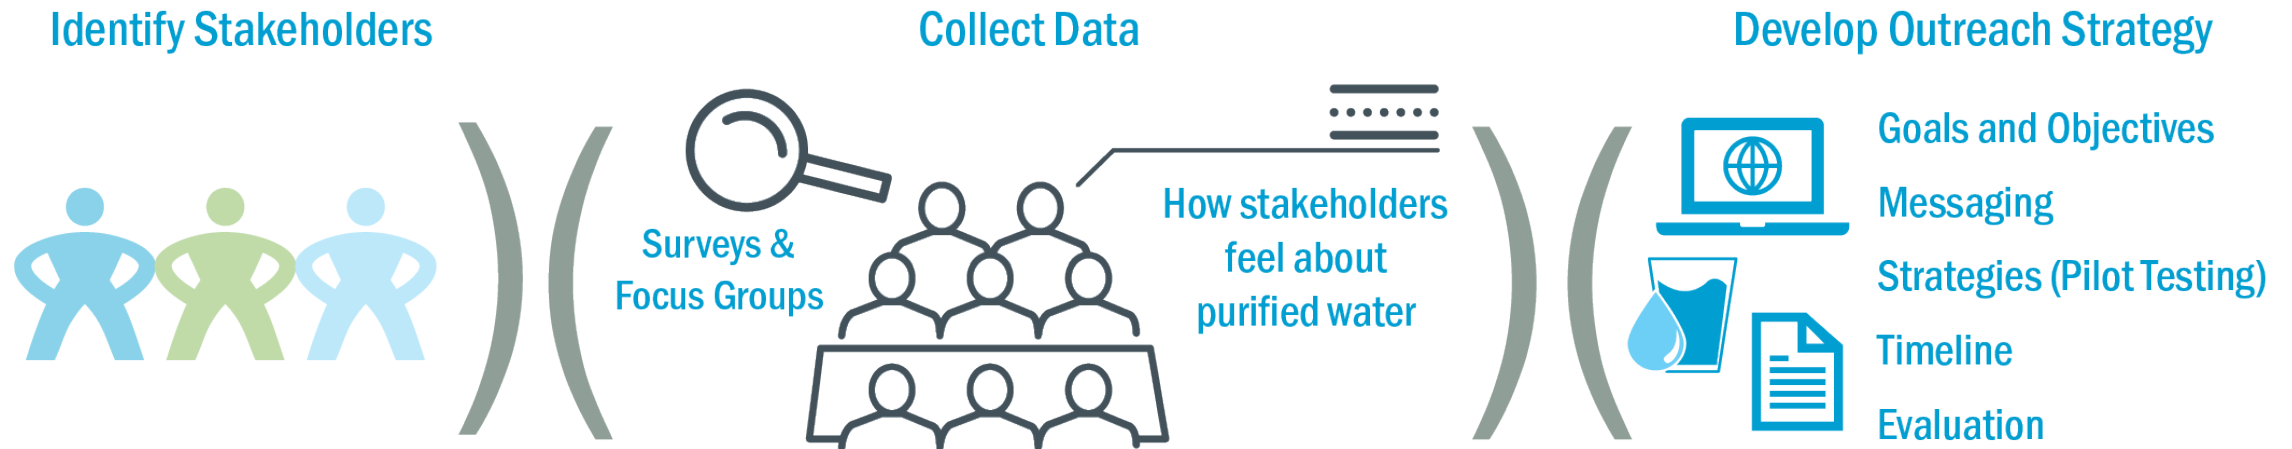 Identify Stakeholders
Collect Data
Surveys &
Focus Groups
How stakeholders
feel about
purified water
Develop Outreach Strategy
Goals and Objectives
Messaging
Strategies (Pilot Testing)
Timeline
Evaluation